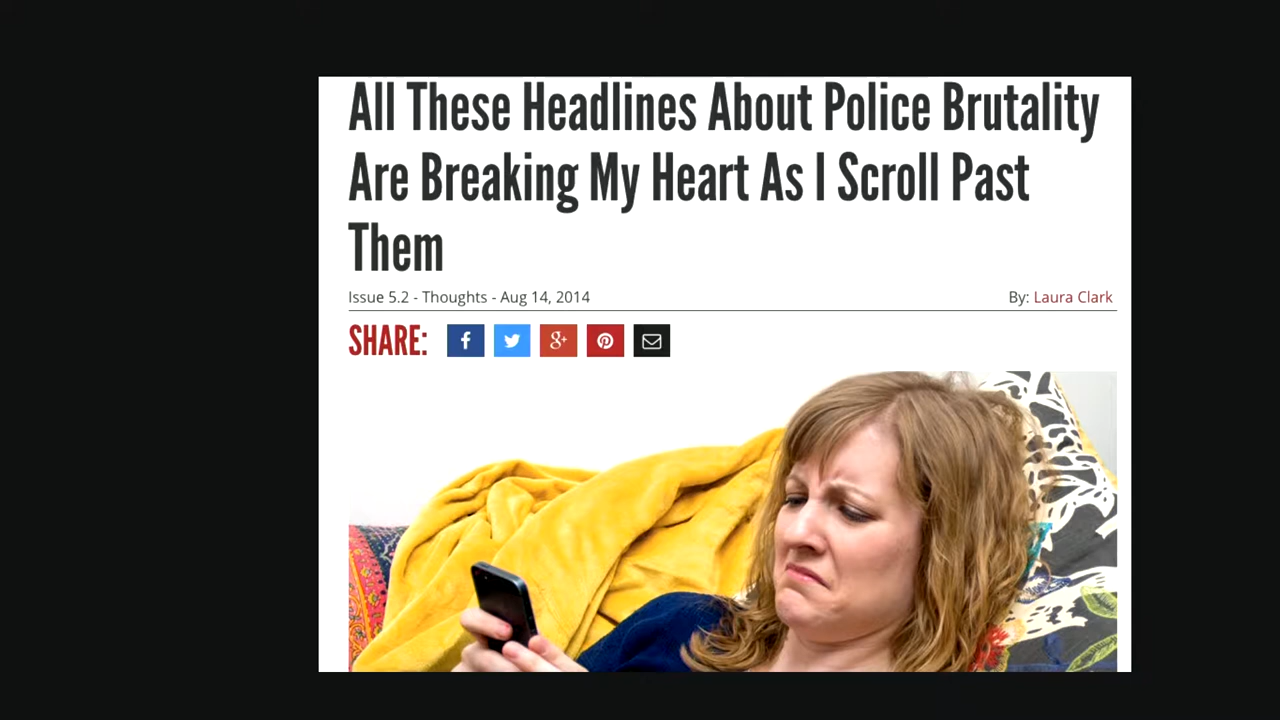 All These Headlines About Police Brutality
Are Breaking My Heart As I Scroll Past
Them
Issue 5.2 - Thoughts - Aug 14, 2014
By: Laura Clark
SHARE:
f
g+